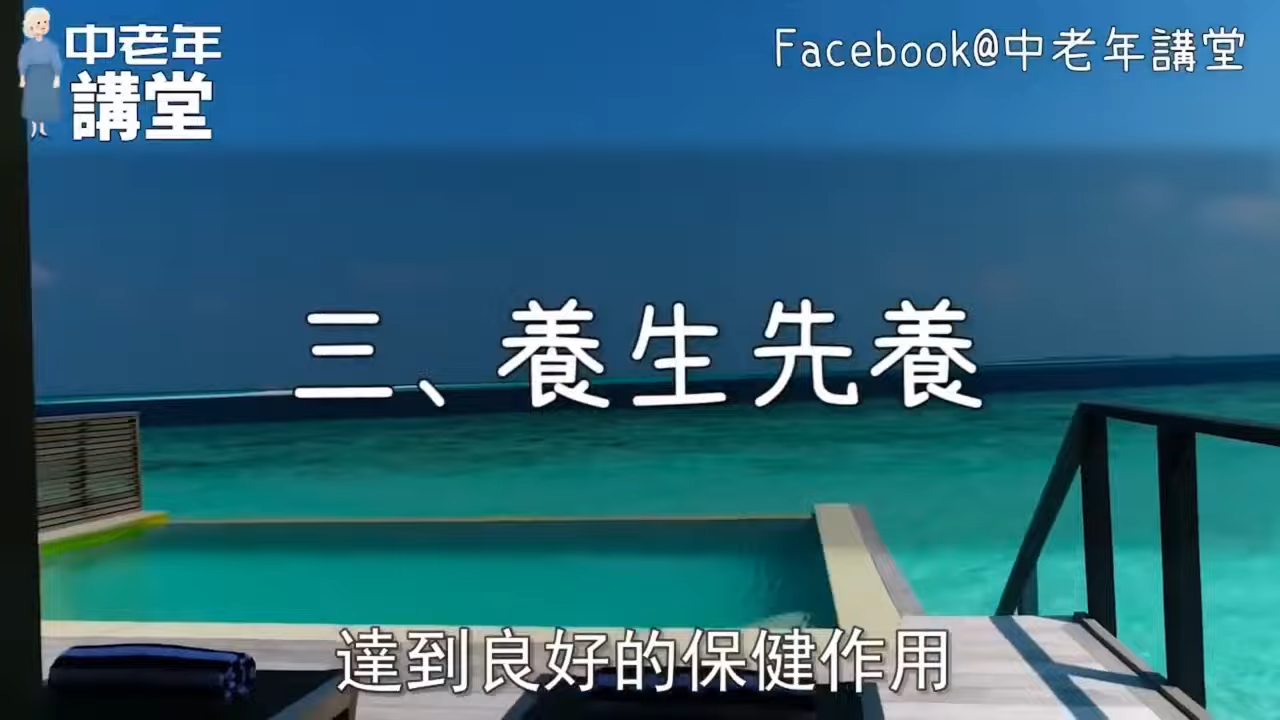 中老年
講堂
Facebook@中老年講堂
三、養生先養
達到良好的保健作用